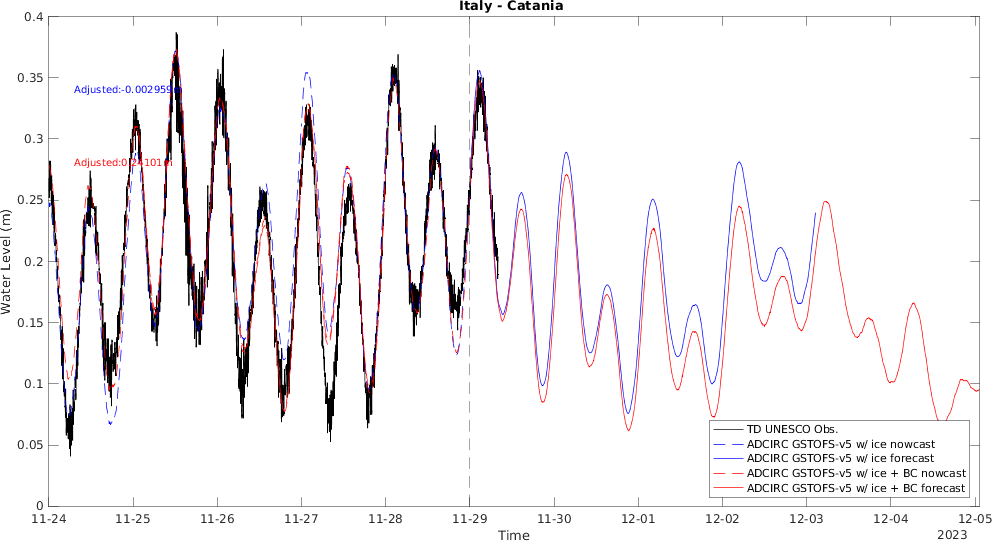 Italy - Catania
0.4
0.35
0.3
0.25
0.2
0.15
0.1
0.05
0
Water Level (m)
Adjusted:-0.002959
Adjusted:
TD UNESCO Obs.
ADCIRC GSTOFS-v5 w/ ice nowcast
ADCIRC GSTOFS-v5 w/ ice forecast
ADCIRC GSTOFS-v5 w/ ice + BC nowcast
ADCIRC GSTOFS-v5 w/ ice + BC forecast
11-24 11-25 11-26 11-27 11-28 11-29 11-30 12-01 12-02 12-03 12-04 12-05
Time
2023